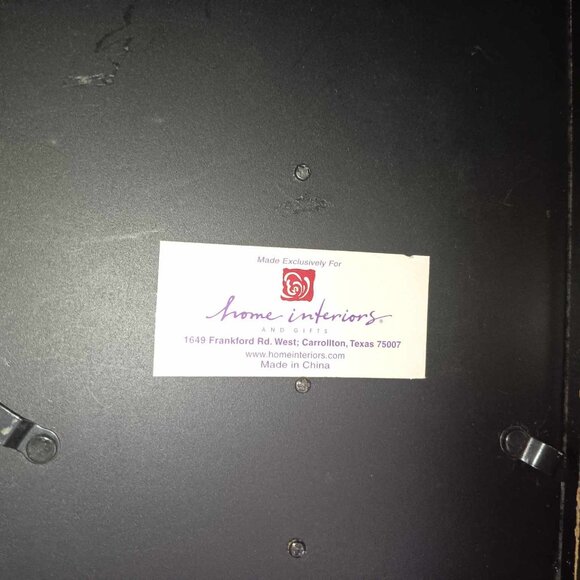 Made Exclusively For
home interiors®
AND GIFTS
1649 Frankford Rd. West; Carrollton, Texas 75007
www.homeinteriors.com
Made in China